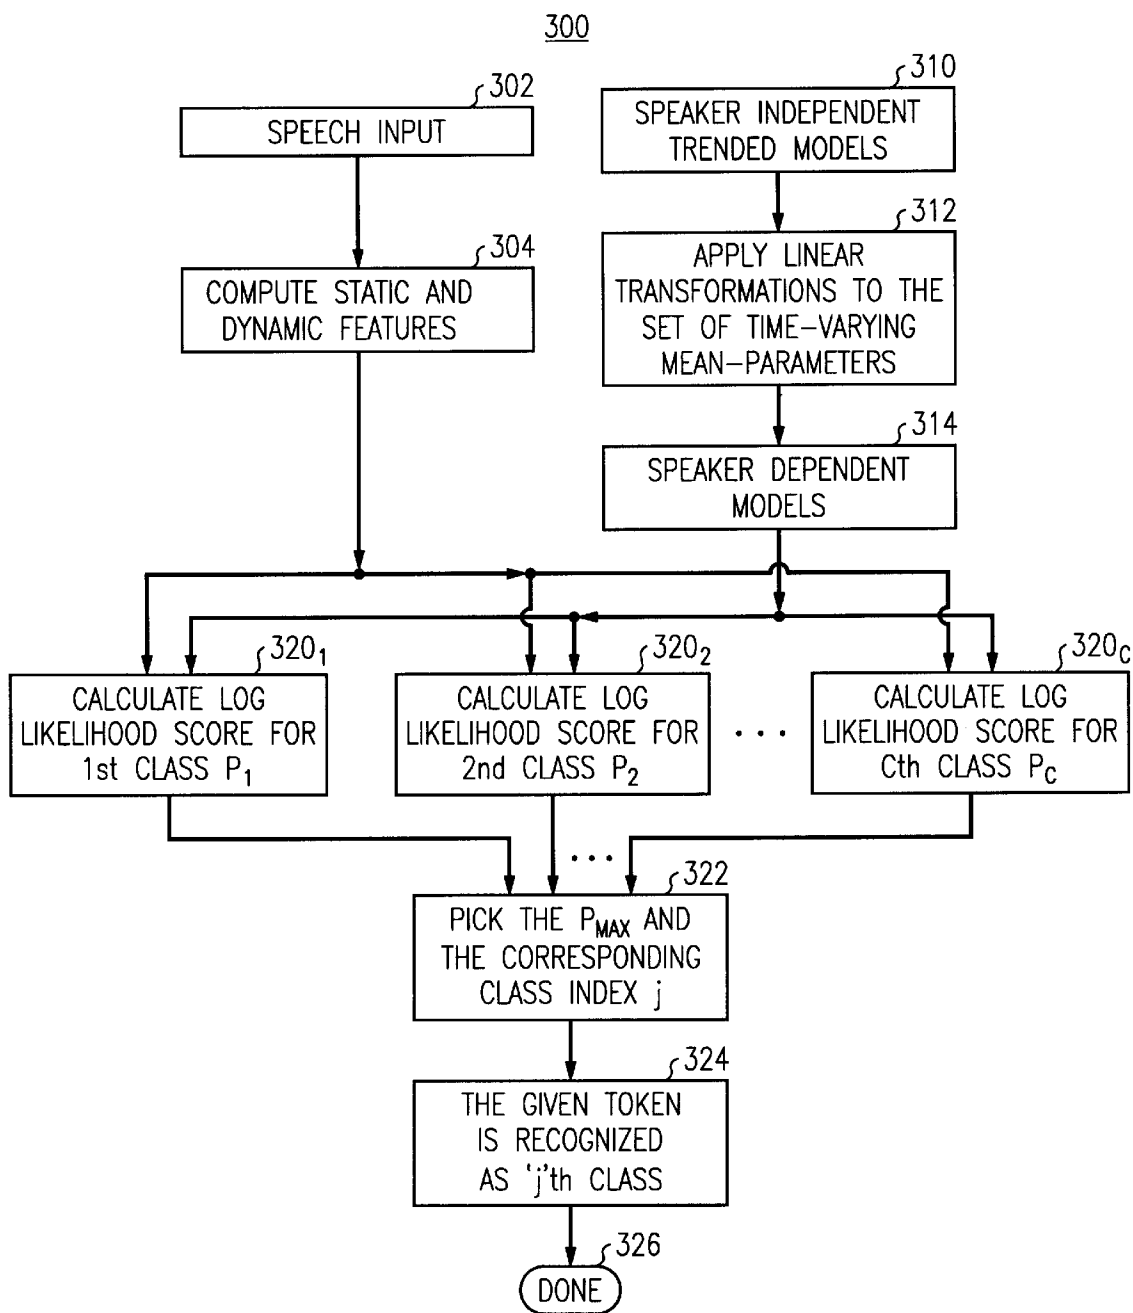 300
302
SPEECH INPUT
310
SPEAKER INDEPENDENT
TRENDED MODELS
304
COMPUTE STATIC AND
DYNAMIC FEATURES
312
APPLY LINEAR
TRANSFORMATIONS TO THE
SET OF TIME-VARYING
MEAN-PARAMETERS
314
SPEAKER DEPENDENT
MODELS
320₁
CALCULATE LOG
LIKELIHOOD SCORE FOR
1st CLASS P₁
320₂
CALCULATE LOG
LIKELIHOOD SCORE FOR
2nd CLASS P₂
. . .
320_C
CALCULATE LOG
LIKELIHOOD SCORE FOR
Cth CLASS P_C
. . .
322
PICK THE P_MAX AND
THE CORRESPONDING
CLASS INDEX j
324
THE GIVEN TOKEN
IS RECOGNIZED
AS 'j'th CLASS
326
DONE